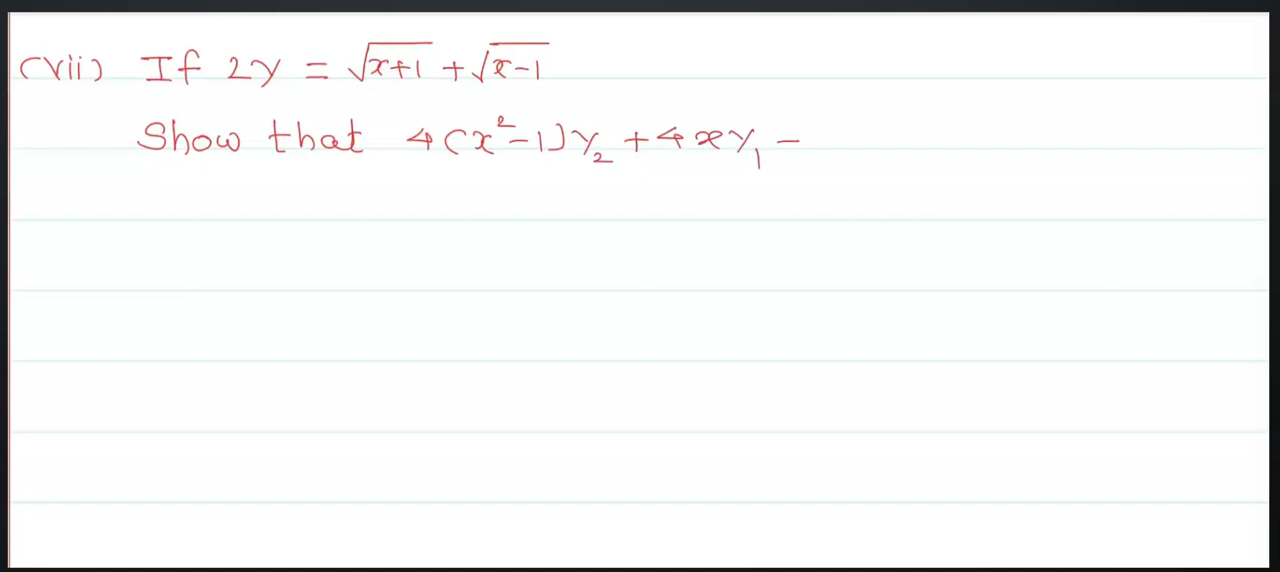 (vii) If 2y = √x+1 + √x-1
Show that 4(x²-1)y₂ + 4xy₁ -